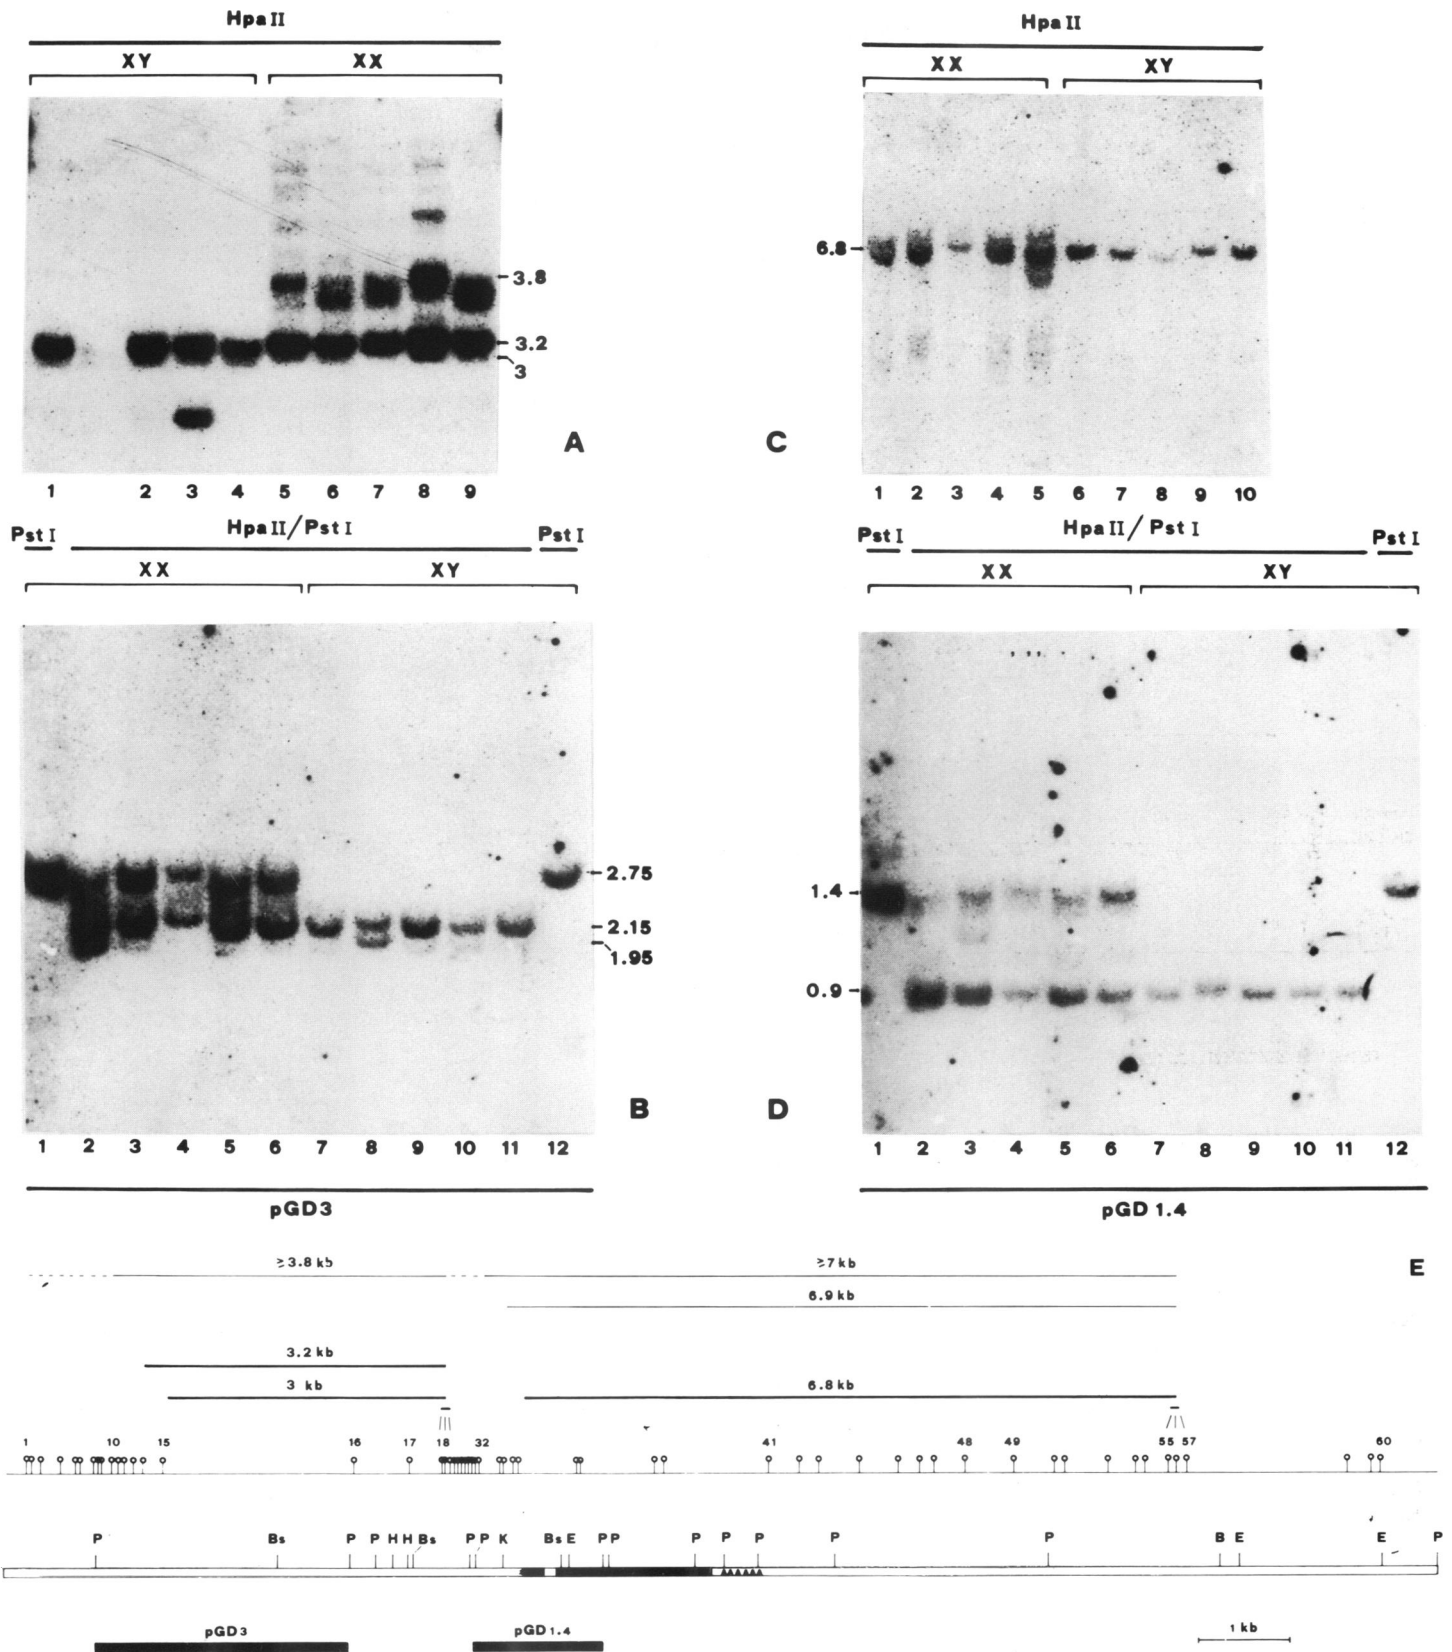 Hpa II
XY XX
3.8
3.2
3
A
1 2 3 4 5 6 7 8 9
Hpa II
XX XY
6.8
C
1 2 3 4 5 6 7 8 9 10
Pst I Hpa II/Pst I Pst I
XX XY
2.75
2.15
1.95
B
1 2 3 4 5 6 7 8 9 10 11 12
pGD3
Pst I Hpa II/Pst I Pst I
XX XY
1.4
0.9
D
1 2 3 4 5 6 7 8 9 10 11 12
pGD 1.4
E
≥3.8 kb ≥7kb
6.9 kb
3.2 kb
3 kb 6.8 kb
1 10 15 16 17 18 32 41 48 49 55 57 60
P Bs P P H H Bs P P K Bs E P P P P P P P B E E P
pGD3 pGD 1.4 1 kb